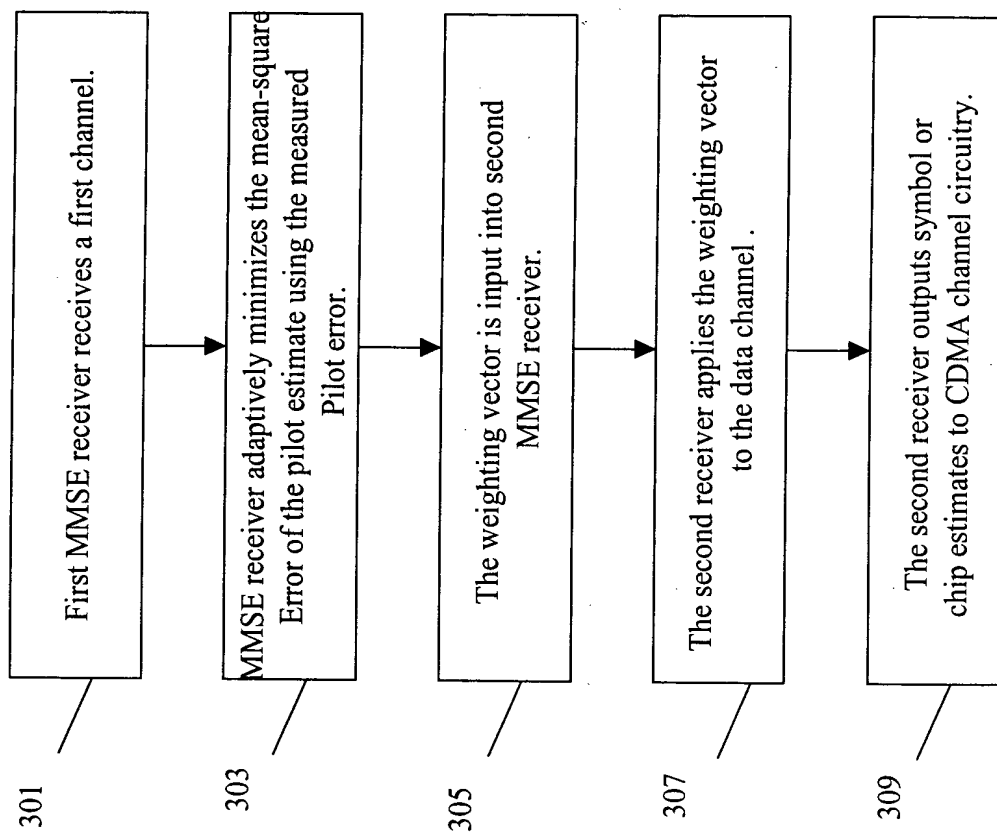 301
First MMSE receiver receives a first channel.
303
MMSE receiver adaptively minimizes the mean-square
Error of the pilot estimate using the measured
Pilot error.
305
The weighting vector is input into second
MMSE receiver.
307
The second receiver applies the weighting vector
to the data channel .
309
The second receiver outputs symbol or
chip estimates to CDMA channel circuitry.